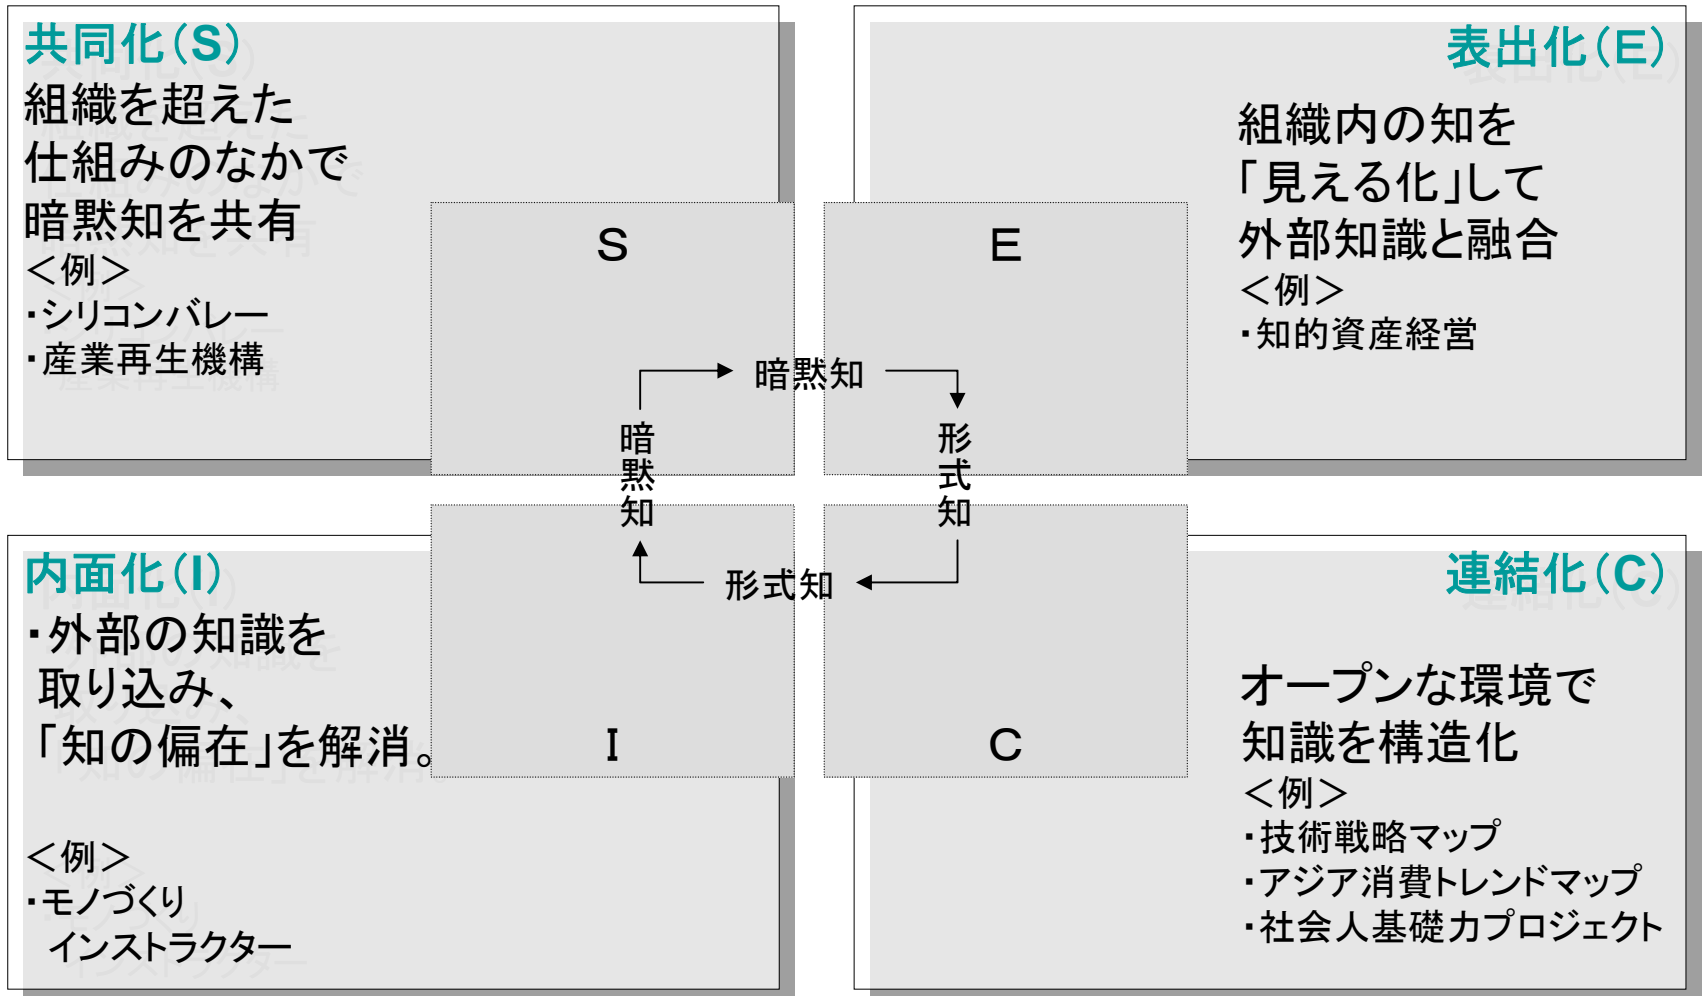 共同化(S)
組織を超えた
仕組みのなかで
暗黙知を共有
＜例＞
・シリコンバレー
・産業再生機構
表出化(E)
組織内の知を
「見える化」して
外部知識と融合
＜例＞
・知的資産経営
S
E
暗黙知
暗黙知
形式知
形式知
I
C
内面化(I)
・外部の知識を
取り込み、
「知の偏在」を解消。
＜例＞
・モノづくり
インストラクター
連結化(C)
オープンな環境で
知識を構造化
＜例＞
・技術戦略マップ
・アジア消費トレンドマップ
・社会人基礎力プロジェクト